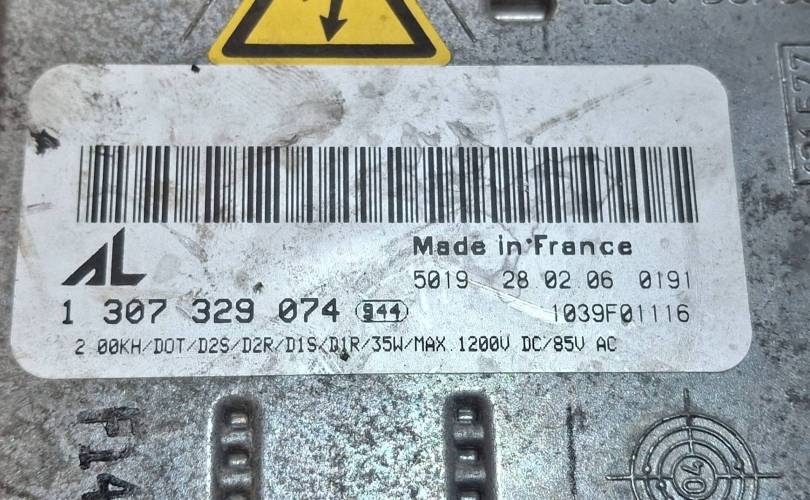 AL
Made in France
5019 28 02 06 0191
1 307 329 074 944
1039F01116
2 00KH/DOT/D2S/D2R/D1S/D1R/35W/MAX 1200V DC/85V AC
F14